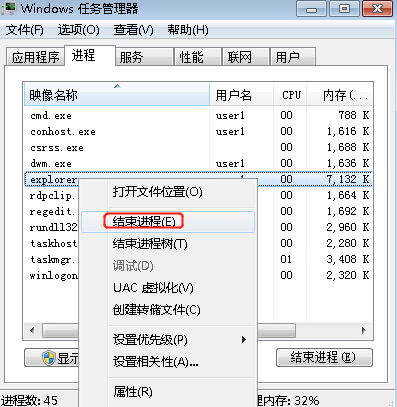 Windows 任务管理器
文件(F) 选项(O) 查看(V) 帮助(H)
应用程序 进程 服务 性能 联网 用户
映像名称 用户名 CPU 内存(...
cmd.exe user1 00 788 K
conhost.exe user1 00 1,616 K
csrss.exe 00 1,688 K
dwm.exe user1 00 1,636 K
explorer 00 7,132 K
rdpclip. 00 1,664 K
regedit. 00 1,692 K
rundll32 00 2,960 K
taskhost 00 2,280 K
taskmgr. 01 3,408 K
winlogon 00 2,320 K
打开文件位置(O)
结束进程(E)
结束进程树(T)
调试(D)
UAC 虚拟化(V)
创建转储文件(C)
设置优先级(P)
设置相关性(A)...
属性(R)
显示 结束进程(E)
进程数: 45 理内存: 32%